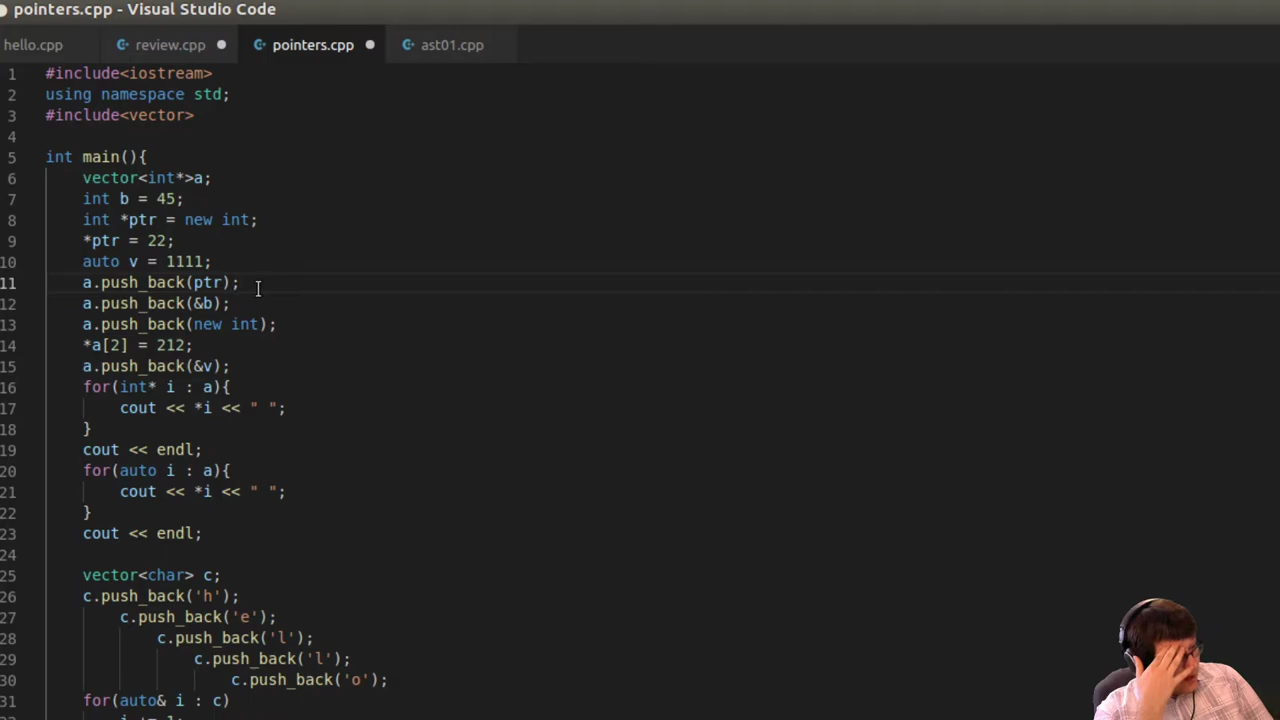 pointers.cpp - Visual Studio Code
hello.cpp review.cpp pointers.cpp ast01.cpp
1 #include<iostream>
2 using namespace std;
3 #include<vector>
4
5 int main(){
6 vector<int*>a;
7 int b = 45;
8 int *ptr = new int;
9 *ptr = 22;
10 auto v = 1111;
11 a.push_back(ptr);
12 a.push_back(&b);
13 a.push_back(new int);
14 *a[2] = 212;
15 a.push_back(&v);
16 for(int* i : a){
17 cout << *i << " ";
18 }
19 cout << endl;
20 for(auto i : a){
21 cout << *i << " ";
22 }
23 cout << endl;
24
25 vector<char> c;
26 c.push_back('h');
27 c.push_back('e');
28 c.push_back('l');
29 c.push_back('l');
30 c.push_back('o');
31 for(auto& i : c)